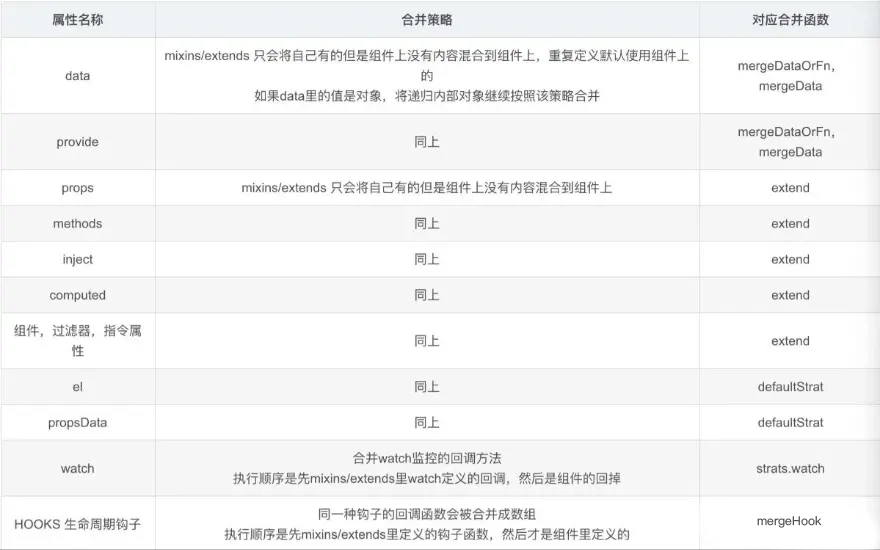 属性名称 合并策略 对应合并函数
data mixins/extends 只会将自己有的但是组件上没有内容混合到组件上，重复定义默认使用组件上的 mergeDataOrFn，
如果data里的值是对象，将递归内部对象继续按照该策略合并 mergeData
provide 同上 mergeDataOrFn，
mergeData
props mixins/extends 只会将自己有的但是组件上没有内容混合到组件上 extend
methods 同上 extend
inject 同上 extend
computed 同上 extend
组件，过滤器，指令属性 同上 extend
el 同上 defaultStrat
propsData 同上 defaultStrat
watch 合并watch监控的回调方法 strats.watch
执行顺序是先mixins/extends里watch定义的回调，然后是组件的回掉
HOOKS 生命周期钩子 同一种钩子的回调函数会被合并成数组 mergeHook
执行顺序是先mixins/extends里定义的钩子函数，然后才是组件里定义的